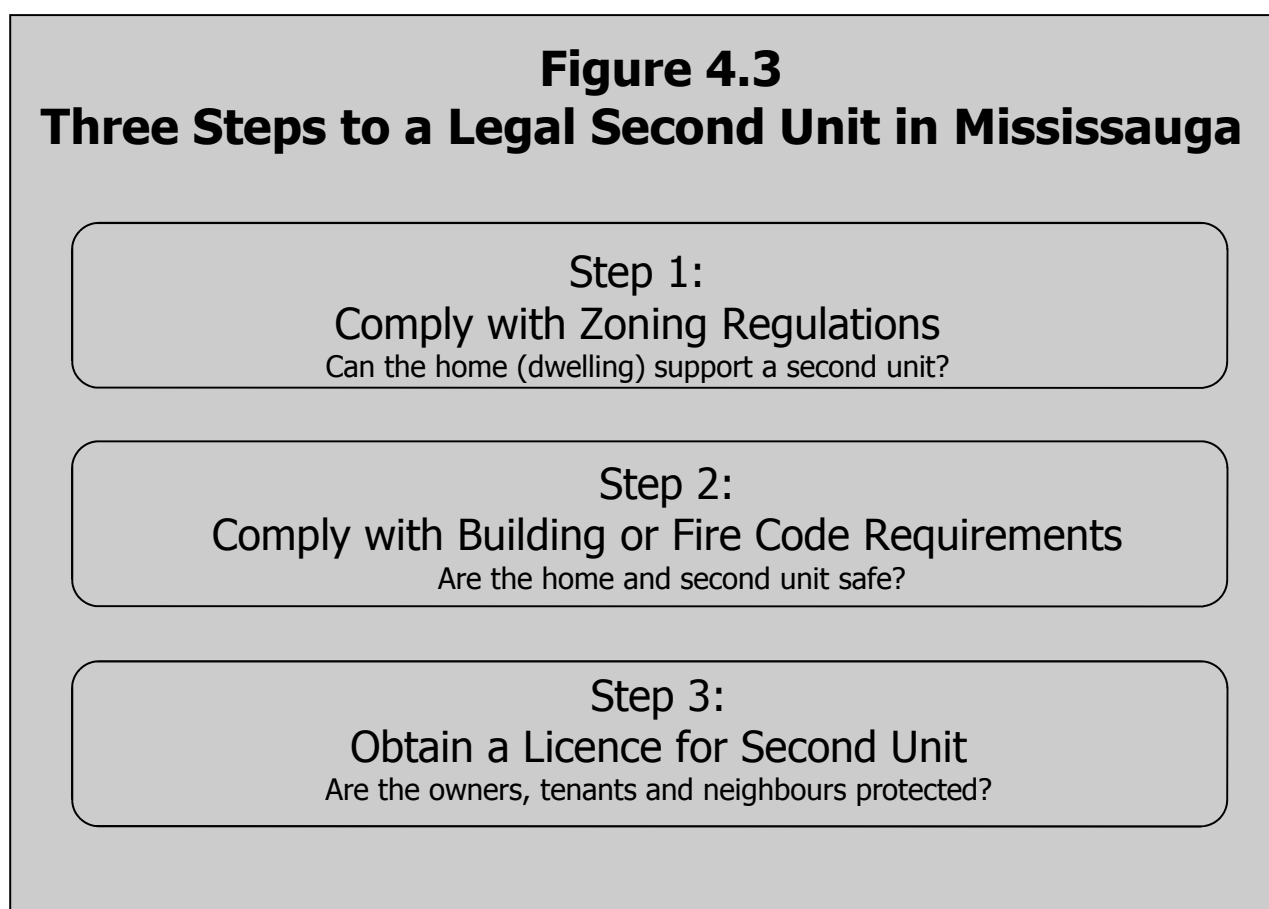 Figure 4.3
Three Steps to a Legal Second Unit in Mississauga
Step 1:
Comply with Zoning Regulations
Can the home (dwelling) support a second unit?
Step 2:
Comply with Building or Fire Code Requirements
Are the home and second unit safe?
Step 3:
Obtain a Licence for Second Unit
Are the owners, tenants and neighbours protected?